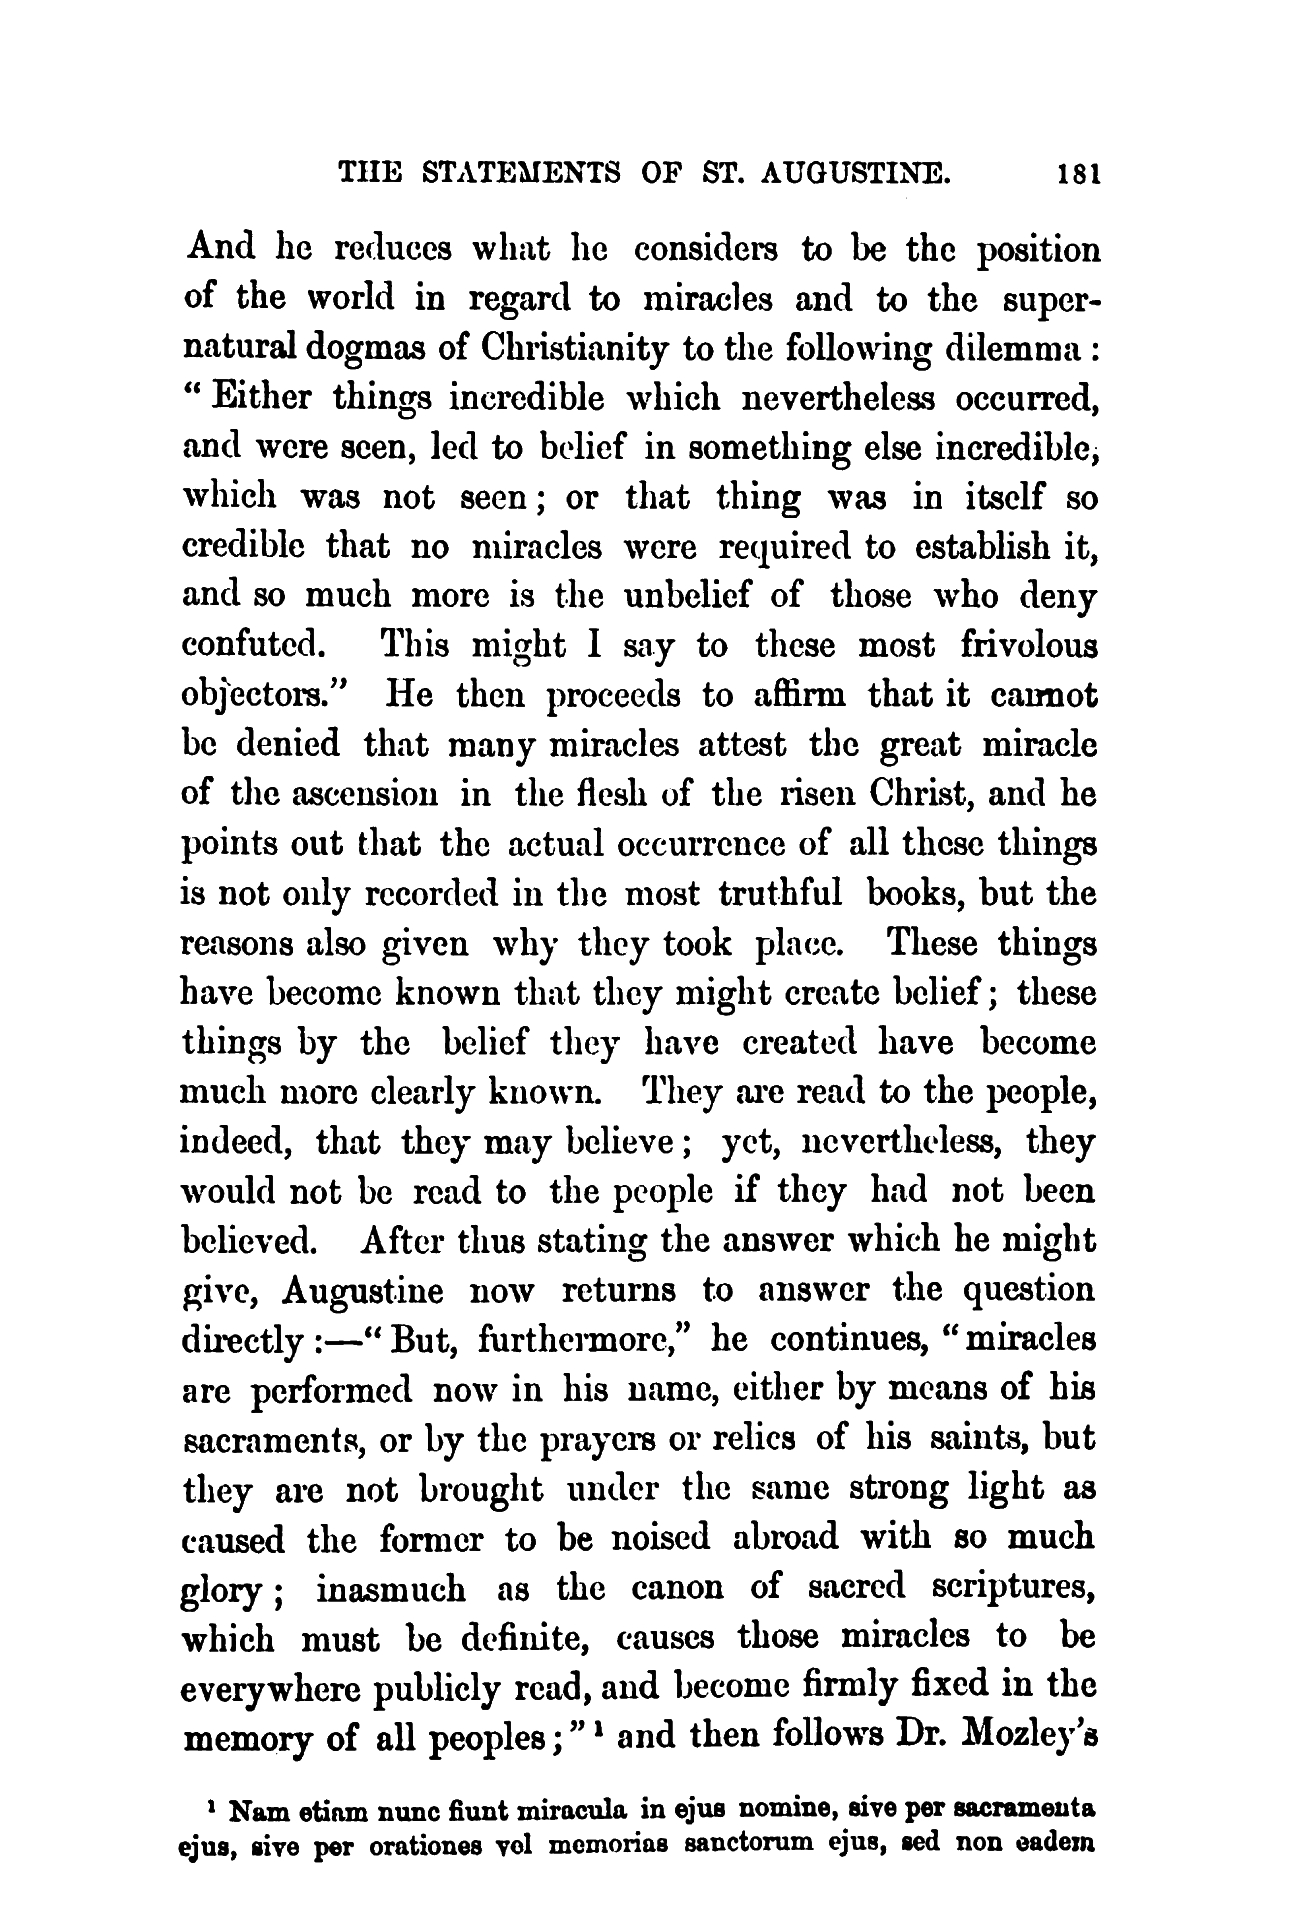 THE STATEMENTS OF ST. AUGUSTINE. 181
And he reduces what he considers to be the position
of the world in regard to miracles and to the super-
natural dogmas of Christianity to the following dilemma :
“ Either things incredible which nevertheless occurred,
and were seen, led to belief in something else incredible,
which was not seen ; or that thing was in itself so
credible that no miracles were required to establish it,
and so much more is the unbelief of those who deny
confuted. This might I say to these most frivolous
objectors.” He then proceeds to affirm that it cannot
be denied that many miracles attest the great miracle
of the ascension in the flesh of the risen Christ, and he
points out that the actual occurrence of all these things
is not only recorded in the most truthful books, but the
reasons also given why they took place. These things
have become known that they might create belief ; these
things by the belief they have created have become
much more clearly known. They are read to the people,
indeed, that they may believe ; yet, nevertheless, they
would not be read to the people if they had not been
believed. After thus stating the answer which he might
give, Augustine now returns to answer the question
directly :—“ But, furthermore,” he continues, “ miracles
are performed now in his name, either by means of his
sacraments, or by the prayers or relics of his saints, but
they are not brought under the same strong light as
caused the former to be noised abroad with so much
glory ; inasmuch as the canon of sacred scriptures,
which must be definite, causes those miracles to be
everywhere publicly read, and become firmly fixed in the
memory of all peoples ; ” ¹ and then follows Dr. Mozley’s
¹ Nam etiam nunc fiunt miracula in ejus nomine, sive per sacramenta
ejus, sive per orationes vel memorias sanctorum ejus, sed non eadem